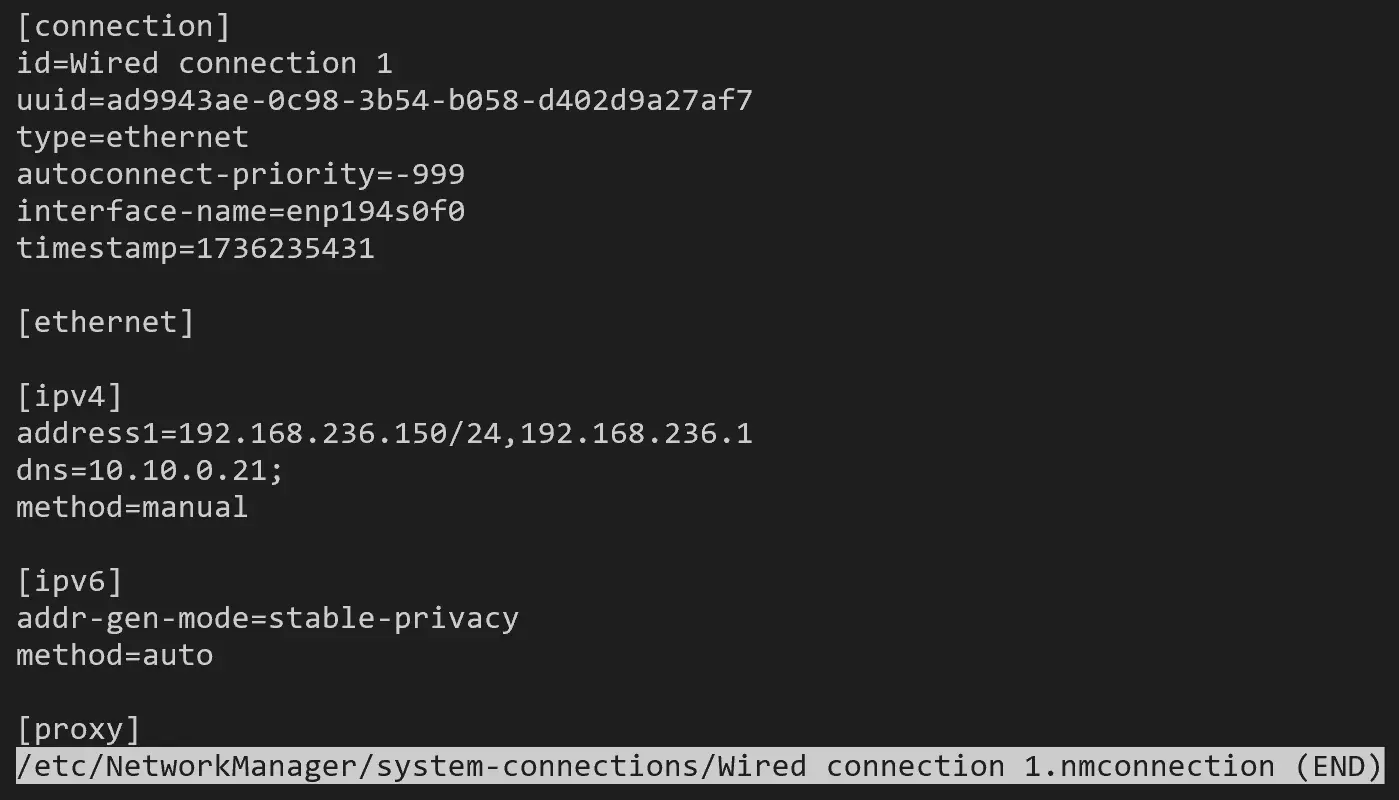 [connection]
id=Wired connection 1
uuid=ad9943ae-0c98-3b54-b058-d402d9a27af7
type=ethernet
autoconnect-priority=-999
interface-name=enp194s0f0
timestamp=1736235431
[ethernet]
[ipv4]
address1=192.168.236.150/24,192.168.236.1
dns=10.10.0.21;
method=manual
[ipv6]
addr-gen-mode=stable-privacy
method=auto
[proxy]
/etc/NetworkManager/system-connections/Wired connection 1.nmconnection (END)